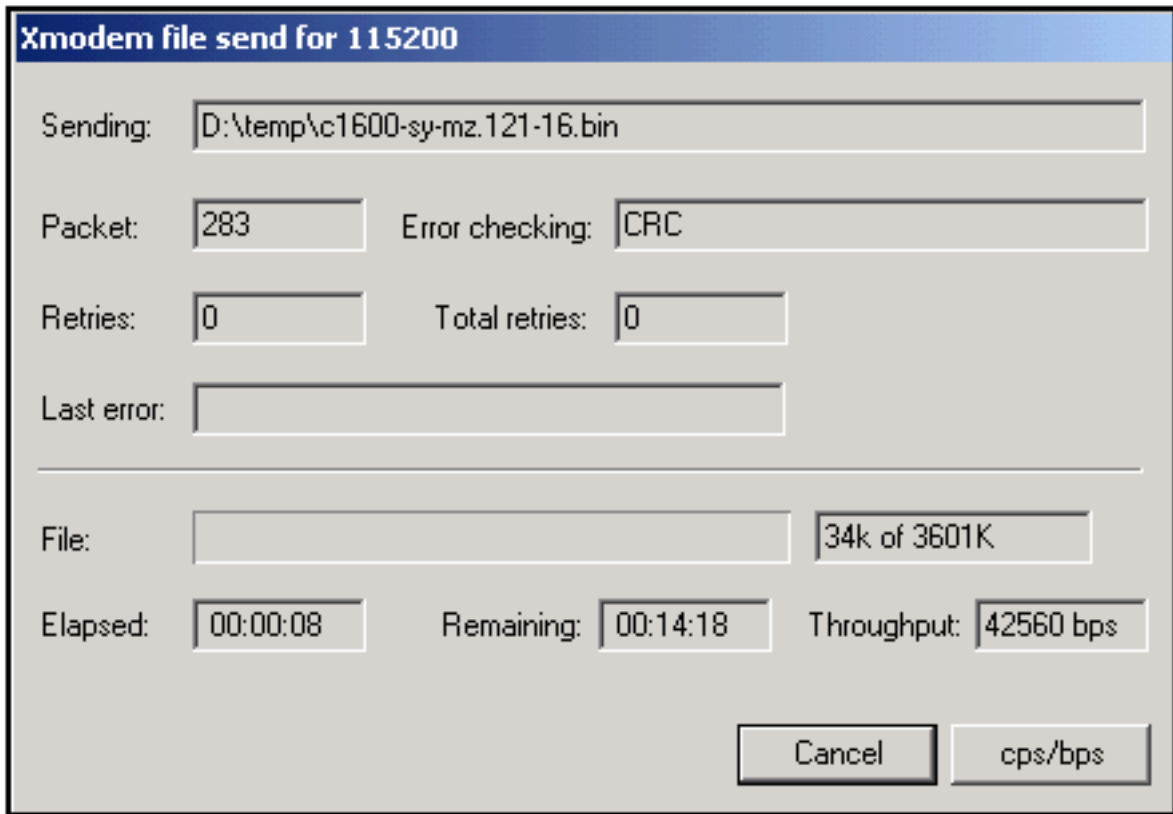 Xmodem file send for 115200
Sending: D:\temp\c1600-sy-mz.121-16.bin
Packet: 283 Error checking: CRC
Retries: 0 Total retries: 0
Last error:
File: 34k of 3601K
Elapsed: 00:00:08 Remaining: 00:14:18 Throughput: 42560 bps
Cancel cps/bps